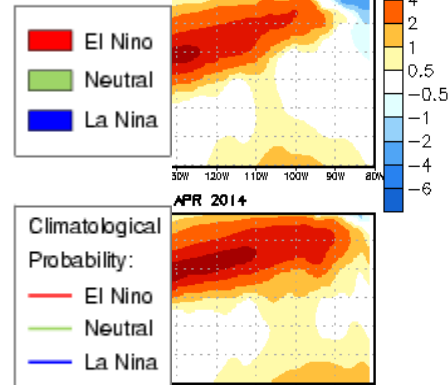 El Nino
Neutral
La Nina
4
2
1
0.5
-0.5
-1
-2
-4
-6
120W 110W 100W 90W 80W
APR 2014
Climatological
Probability:
El Nino
Neutral
La Nina